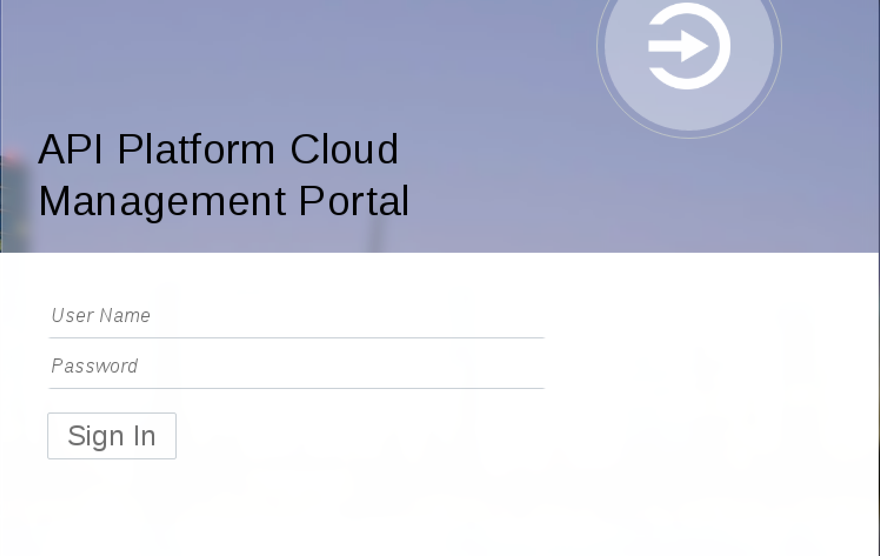 API Platform Cloud
Management Portal
User Name
Password
Sign In